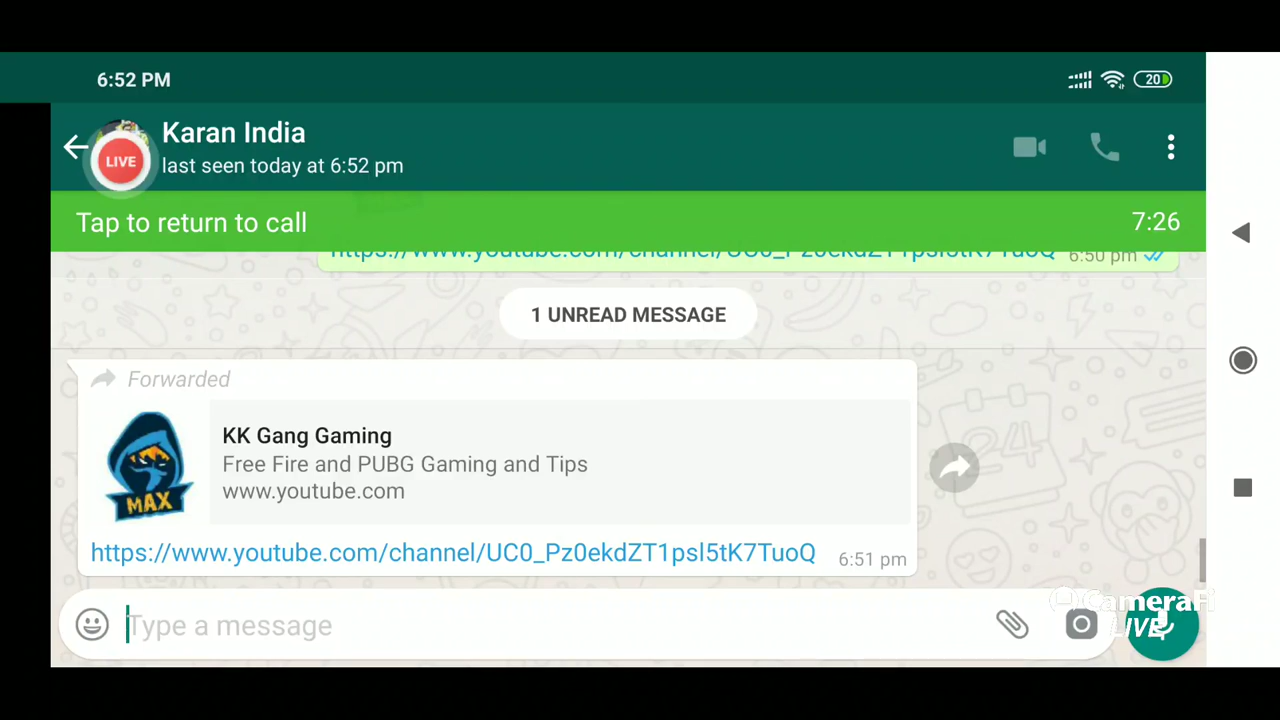 6:52 PM
20
Karan India
LIVE
last seen today at 6:52 pm
Tap to return to call
7:26
6:50 pm
1 UNREAD MESSAGE
Forwarded
KK Gang Gaming
Free Fire and PUBG Gaming and Tips
www.youtube.com
MAX
https://www.youtube.com/channel/UC0_Pz0ekdZT1psl5tK7TuoQ
6:51 pm
Type a message
CameraFi
LIVE